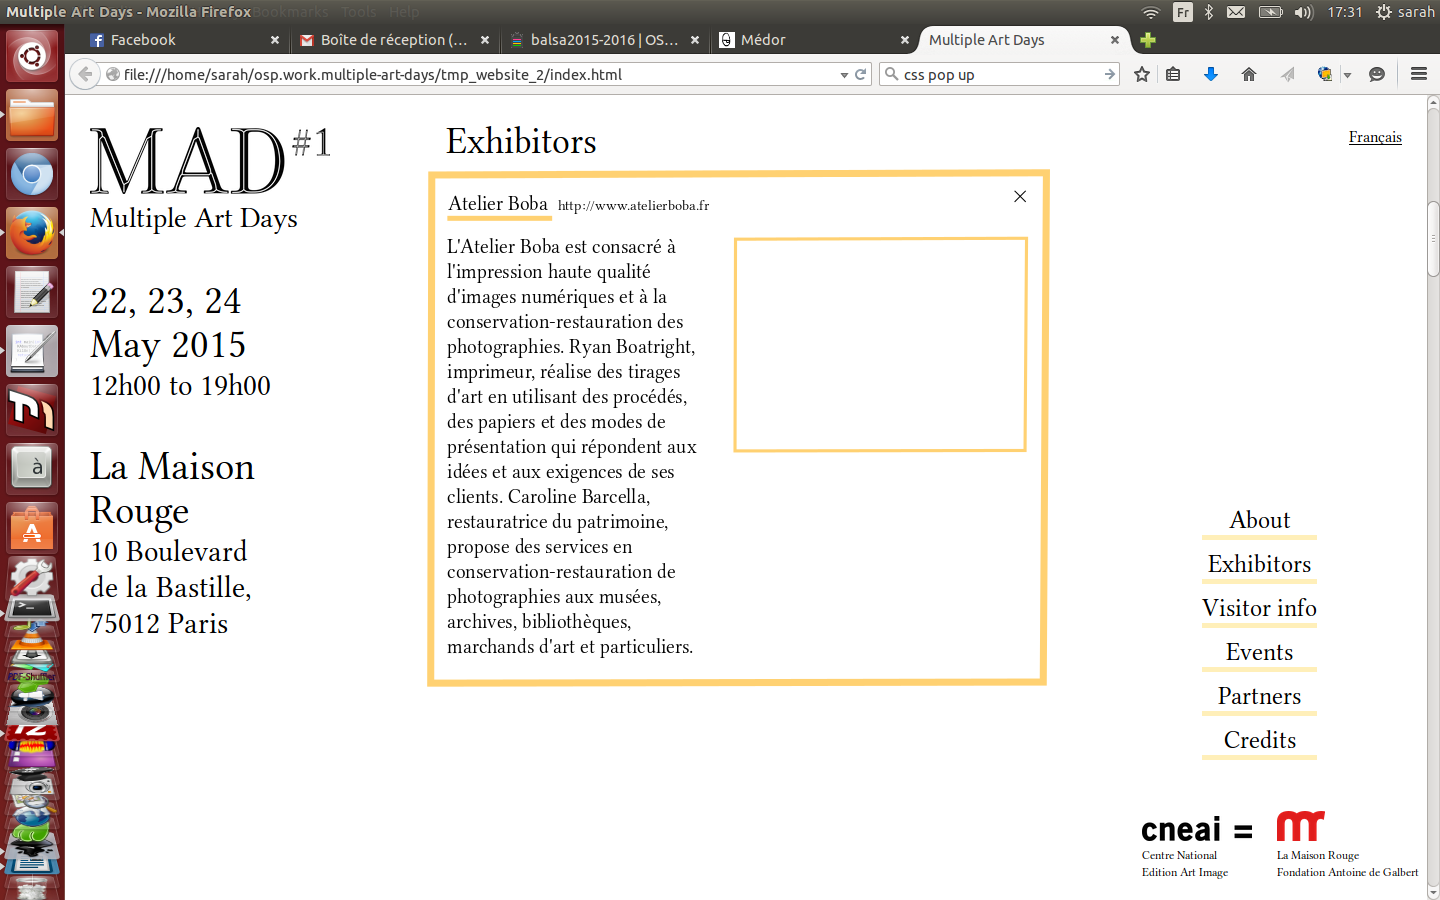 Multiple Art Days - Mozilla Firefox Bookmarks Tools Help
Fr 17:31 sarah
Facebook Boîte de réception (... balsa2015-2016 | OS... Médor Multiple Art Days
file:///home/sarah/osp.work.multiple-art-days/tmp_website_2/index.html css pop up
MAD#1
Multiple Art Days
22, 23, 24
May 2015
12h00 to 19h00
La Maison
Rouge
10 Boulevard
de la Bastille,
75012 Paris
Exhibitors
Français
Atelier Boba http://www.atelierboba.fr
L'Atelier Boba est consacré à
l'impression haute qualité
d'images numériques et à la
conservation-restauration des
photographies. Ryan Boatright,
imprimeur, réalise des tirages
d'art en utilisant des procédés,
des papiers et des modes de
présentation qui répondent aux
idées et aux exigences de ses
clients. Caroline Barcella,
restauratrice du patrimoine,
propose des services en
conservation-restauration de
photographies aux musées,
archives, bibliothèques,
marchands d'art et particuliers.
About
Exhibitors
Visitor info
Events
Partners
Credits
cneai =
Centre National
Edition Art Image
mr
La Maison Rouge
Fondation Antoine de Galbert
à
A
PDF-Shuffler